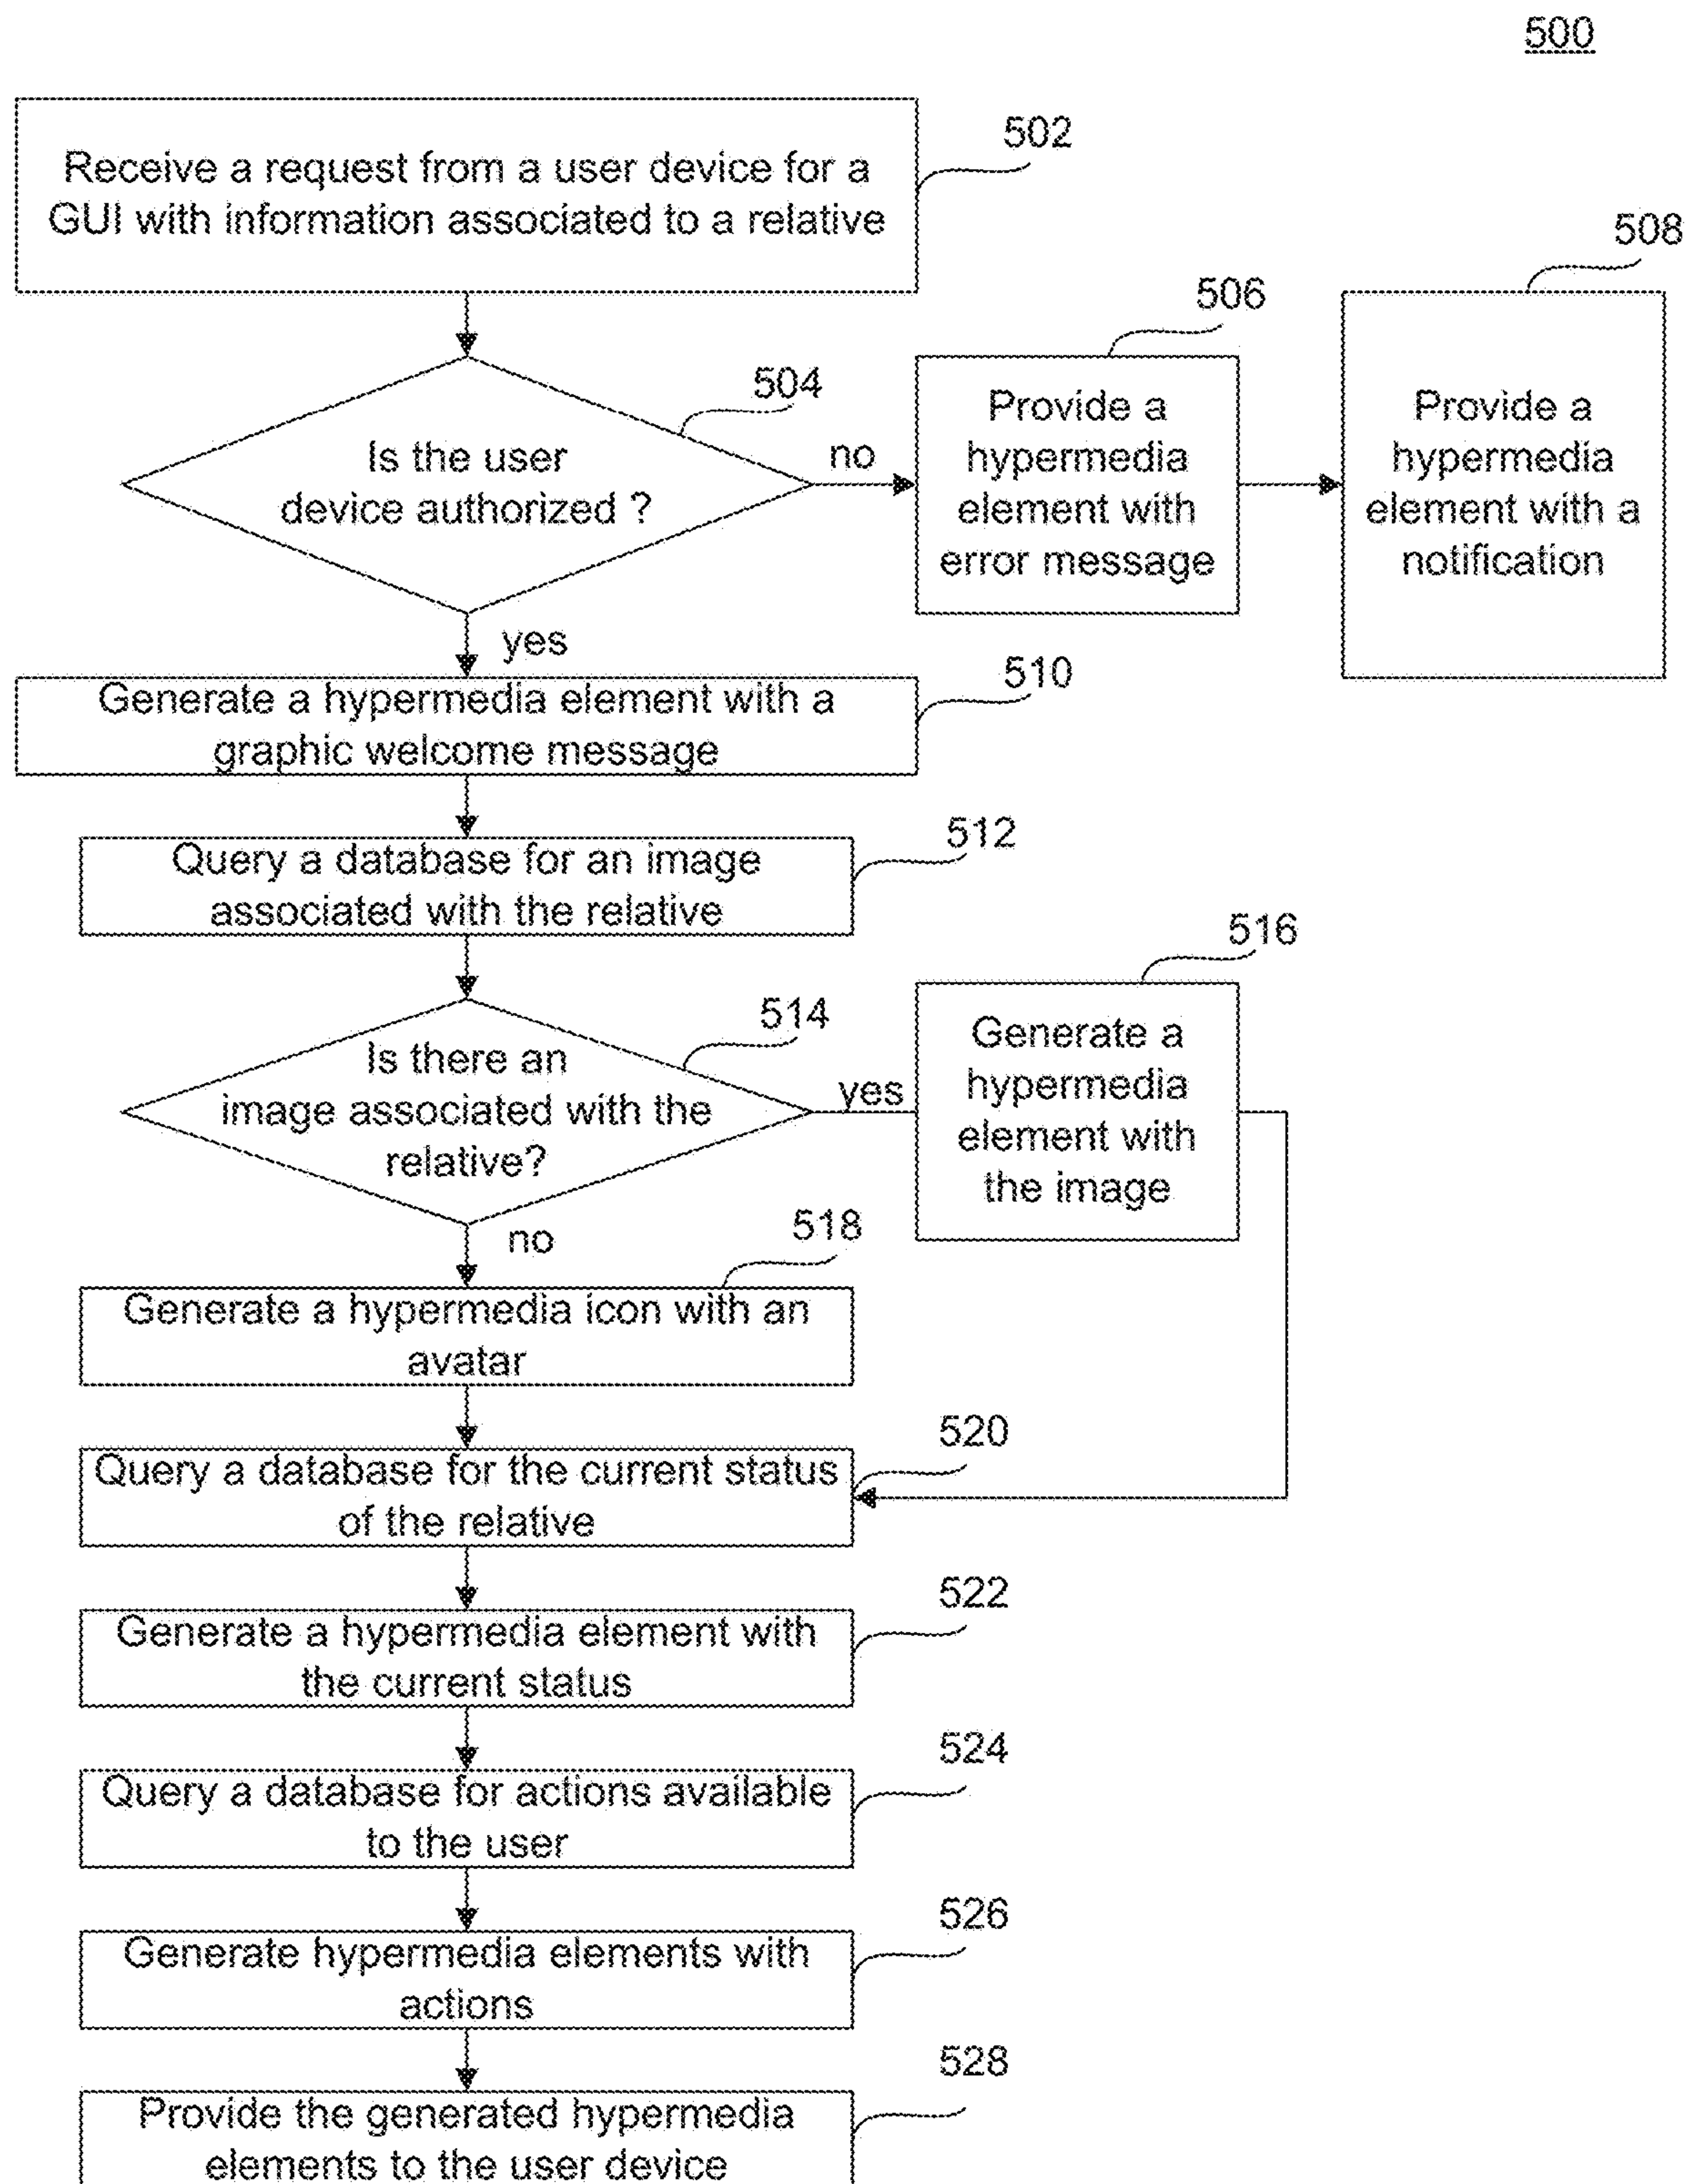 500
502
Receive a request from a user device for a
GUI with information associated to a relative
508
506
504
Provide a
hypermedia
element with
error message
Provide a
hypermedia
element with a
notification
Is the user
device authorized ?
no
yes
510
Generate a hypermedia element with a
graphic welcome message
512
Query a database for an image
associated with the relative
516
514
Is there an
image associated with the
relative?
yes
Generate a
hypermedia
element with
the image
no
518
Generate a hypermedia icon with an
avatar
520
Query a database for the current status
of the relative
522
Generate a hypermedia element with
the current status
524
Query a database for actions available
to the user
526
Generate hypermedia elements with
actions
528
Provide the generated hypermedia
elements to the user device